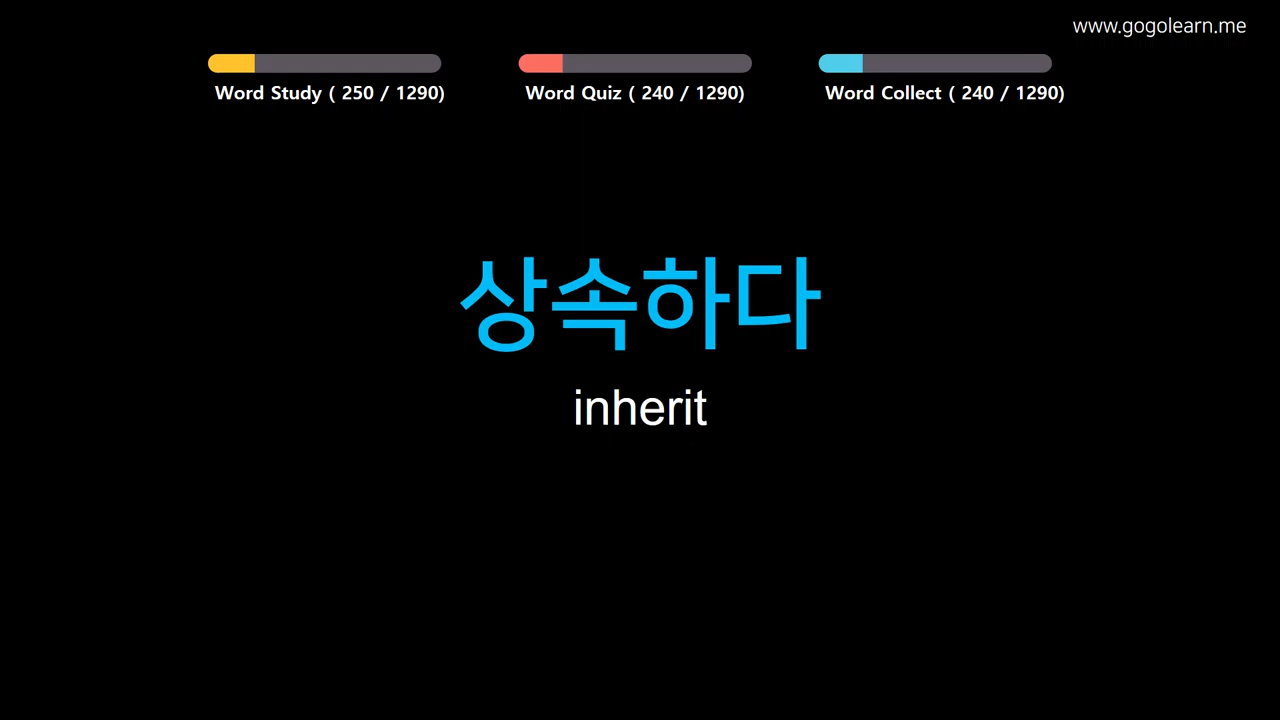 www.gogolearn.me
Word Study ( 250 / 1290)
Word Quiz ( 240 / 1290)
Word Collect ( 240 / 1290)
상속하다
inherit